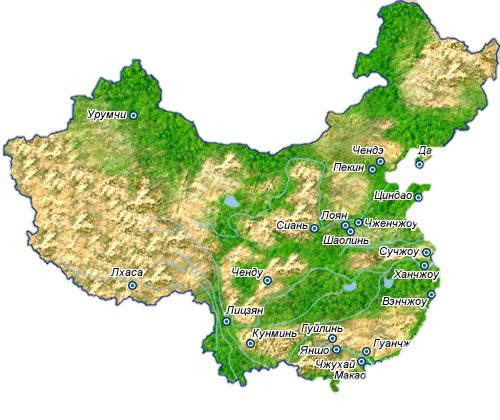 Урумчи
Чендэ
Да
Пекин
Циндао
Лоян
Чженчжоу
Сиань
Шаолинь
Сучжоу
Ханчжоу
Лхаса
Ченду
Вэнчжоу
Лицзян
Гуйлинь
Кунминь
Яншо
Гуанчж
Чжухай
Макао